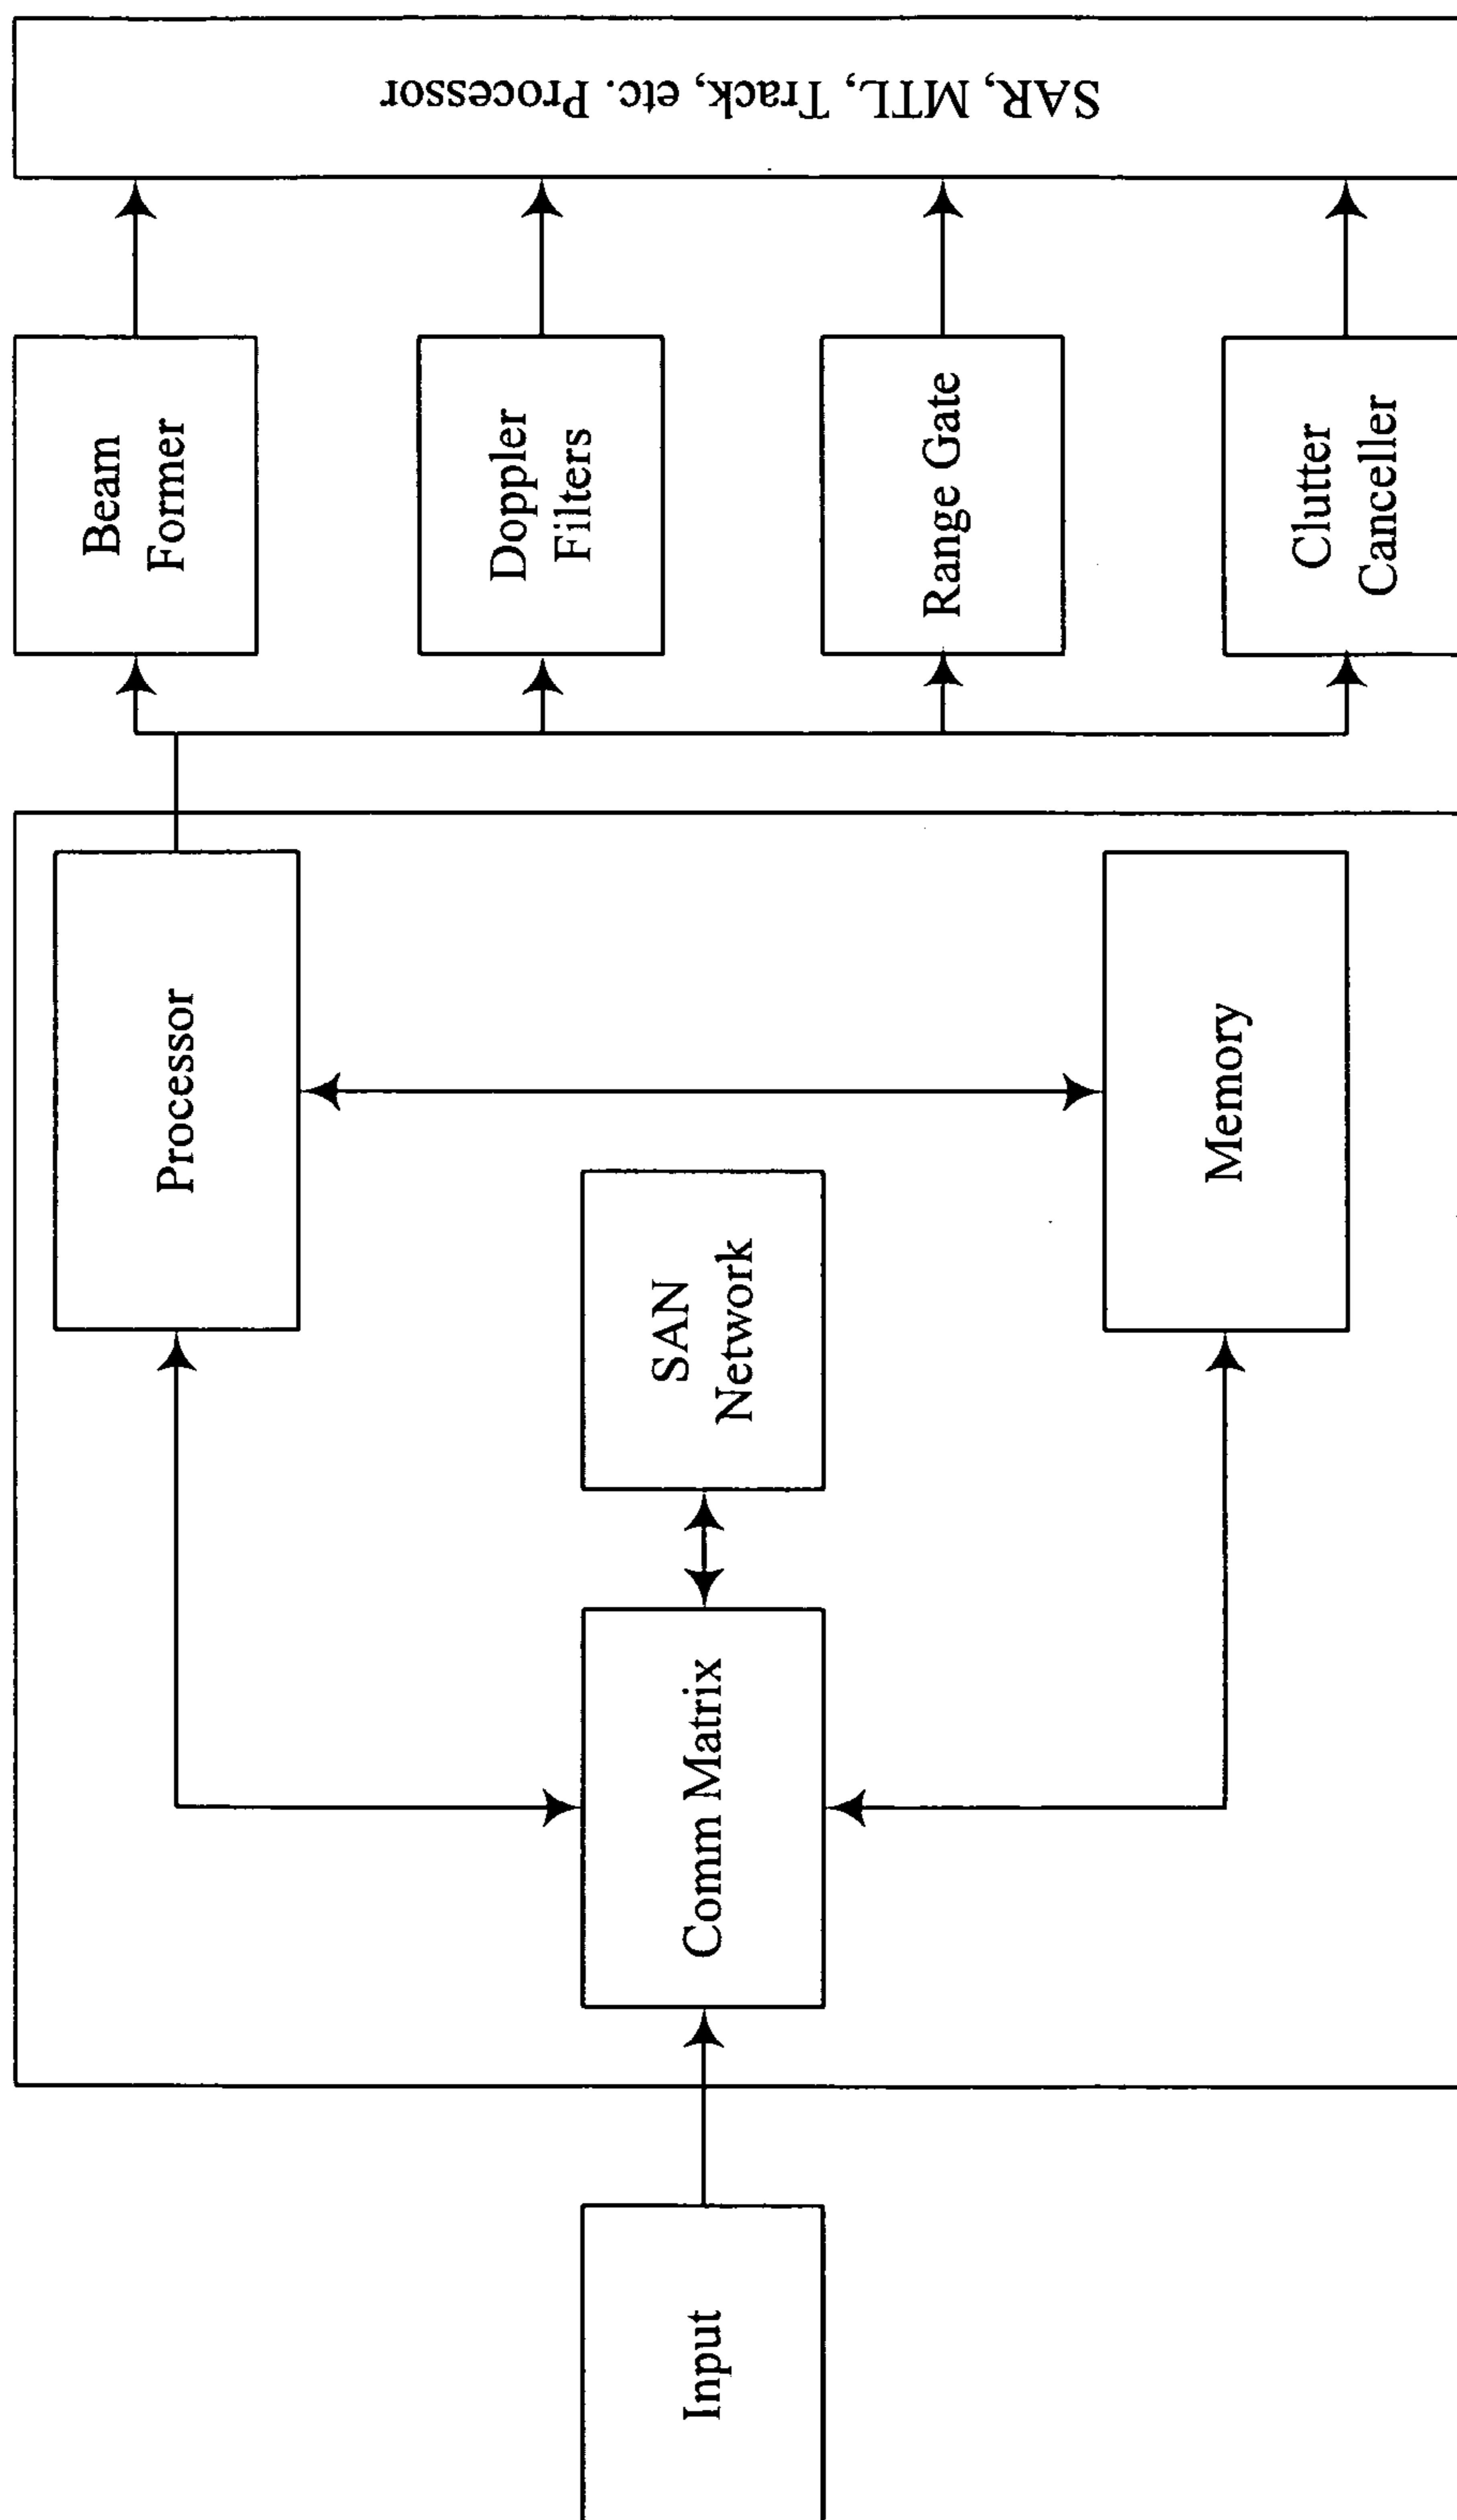 Input
Comm Matrix
SAN
Network
Processor
Memory
Beam
Former
Doppler
Filters
Range Gate
Clutter
Canceller
SAR, MTL, Track, etc. Processor